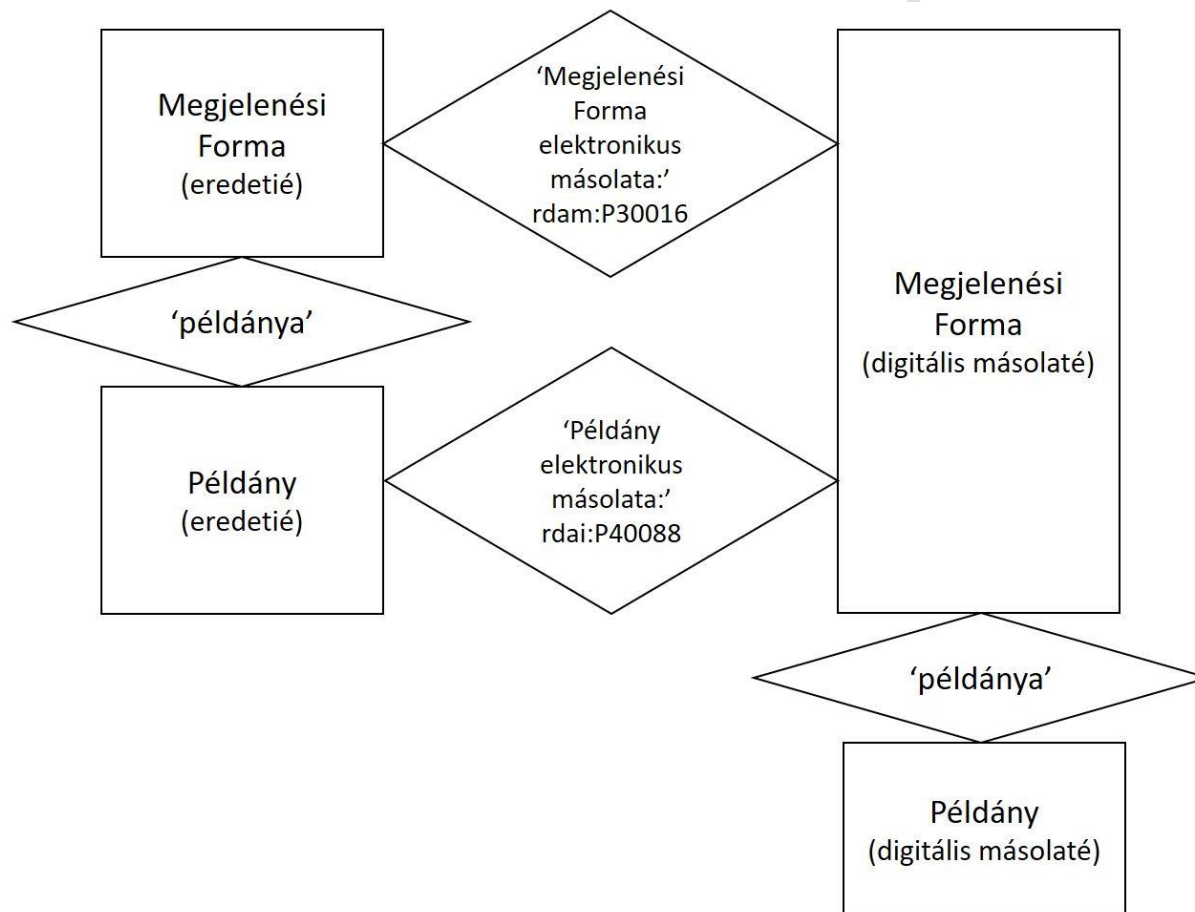 Megjelenési
Forma
(eredetié)
‘Megjelenési
Forma
elektronikus
másolata:’
rdam:P30016
‘példánya’
Példány
(eredetié)
‘Példány
elektronikus
másolata:’
rdai:P40088
Megjelenési
Forma
(digitális másolaté)
‘példánya’
Példány
(digitális másolaté)